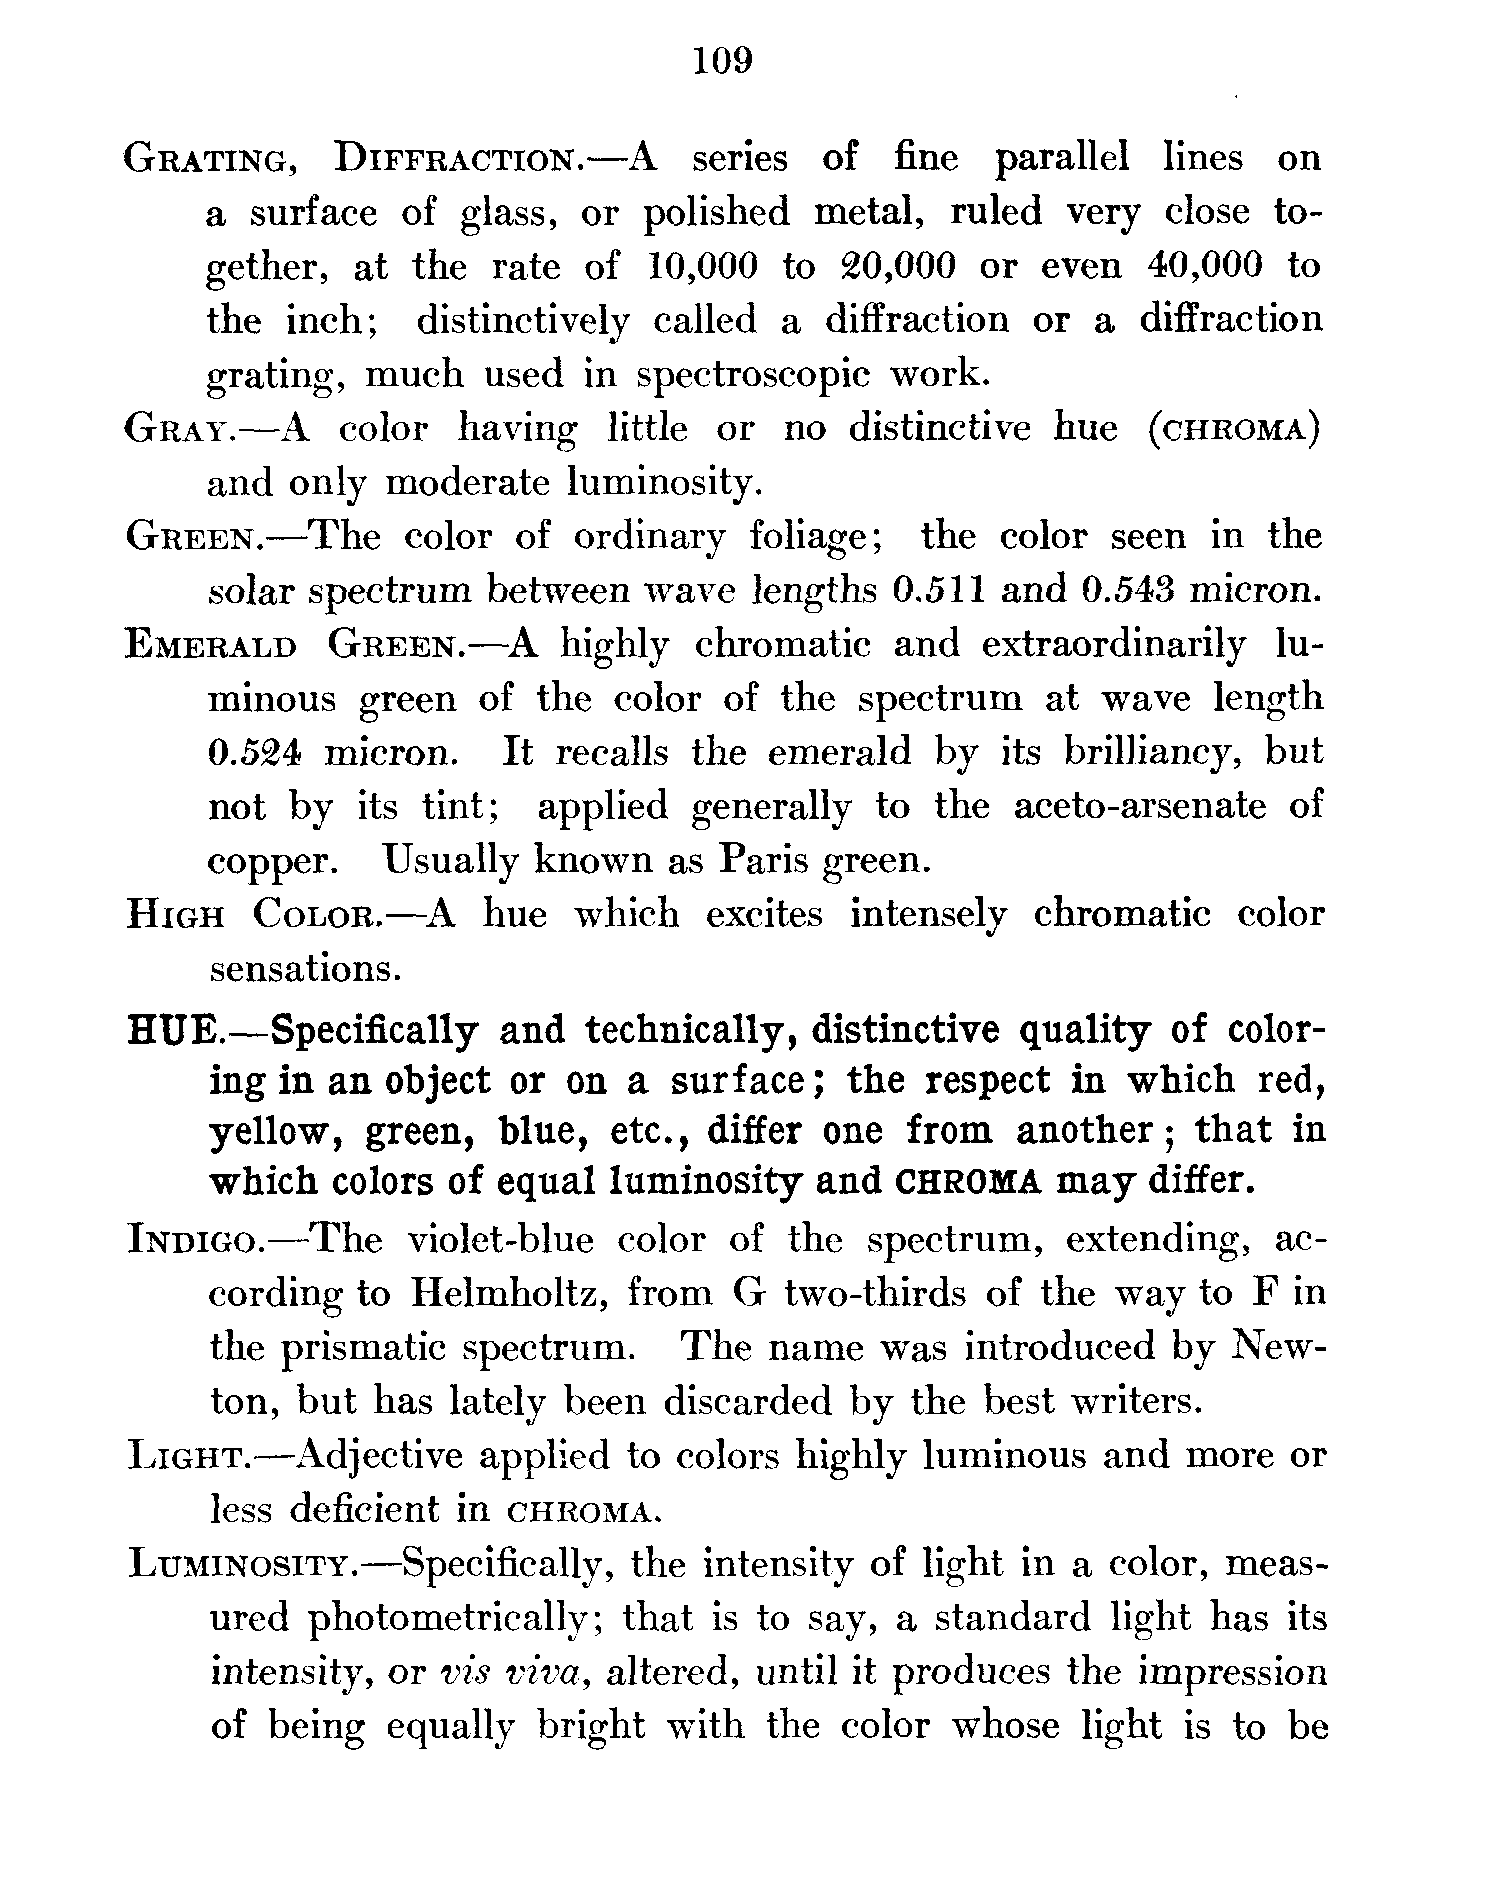 109
GRATING, DIFFRACTION.—A series of fine parallel lines on
a surface of glass, or polished metal, ruled very close to-
gether, at the rate of 10,000 to 20,000 or even 40,000 to
the inch; distinctively called a diffraction or a diffraction
grating, much used in spectroscopic work.
GRAY.—A color having little or no distinctive hue (CHROMA)
and only moderate luminosity.
GREEN.—The color of ordinary foliage; the color seen in the
solar spectrum between wave lengths 0.511 and 0.543 micron.
EMERALD GREEN.—A highly chromatic and extraordinarily lu-
minous green of the color of the spectrum at wave length
0.524 micron. It recalls the emerald by its brilliancy, but
not by its tint; applied generally to the aceto-arsenate of
copper. Usually known as Paris green.
HIGH COLOR.—A hue which excites intensely chromatic color
sensations.
HUE.—Specifically and technically, distinctive quality of color-
ing in an object or on a surface; the respect in which red,
yellow, green, blue, etc., differ one from another; that in
which colors of equal luminosity and CHROMA may differ.
INDIGO.—The violet-blue color of the spectrum, extending, ac-
cording to Helmholtz, from G two-thirds of the way to F in
the prismatic spectrum. The name was introduced by New-
ton, but has lately been discarded by the best writers.
LIGHT.—Adjective applied to colors highly luminous and more or
less deficient in CHROMA.
LUMINOSITY.—Specifically, the intensity of light in a color, meas-
ured photometrically; that is to say, a standard light has its
intensity, or vis viva, altered, until it produces the impression
of being equally bright with the color whose light is to be